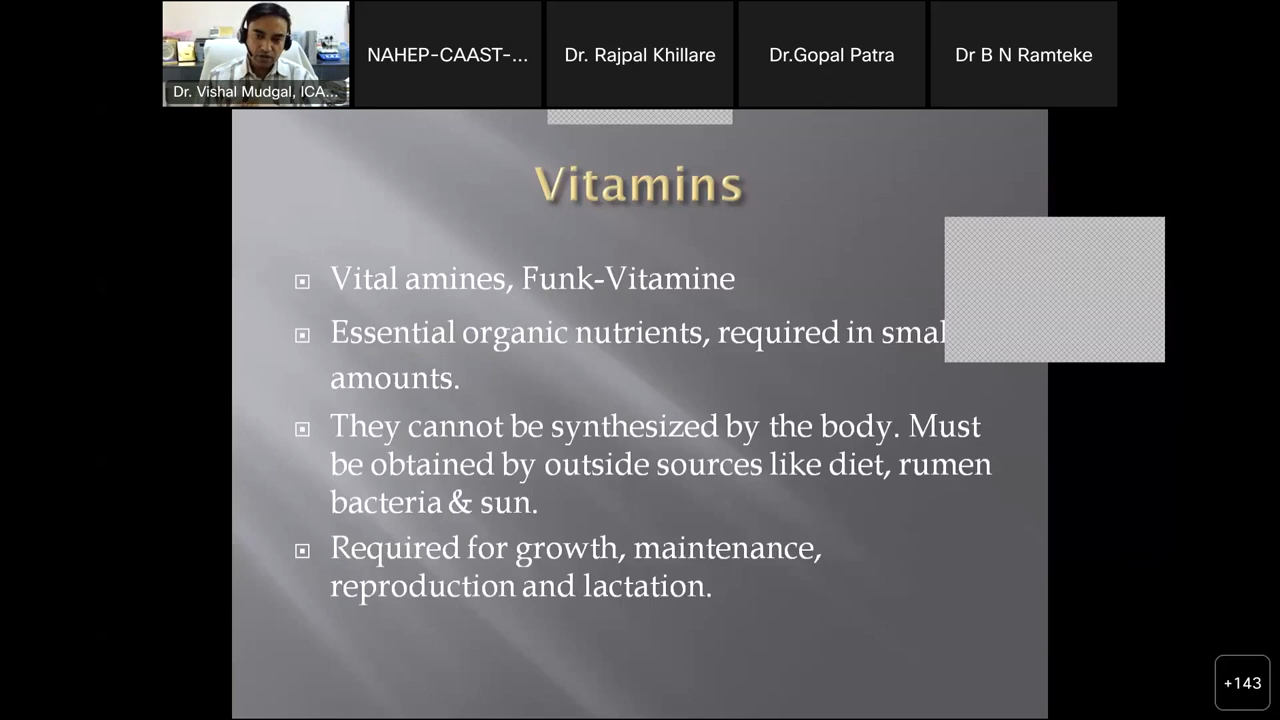 Dr. Vishal Mudgal, ICA...
NAHEP-CAAST-...
Dr. Rajpal Khillare
Dr.Gopal Patra
Dr B N Ramteke
Vitamins
Vital amines, Funk-Vitamine
Essential organic nutrients, required in smal
amounts.
They cannot be synthesized by the body. Must
be obtained by outside sources like diet, rumen
bacteria & sun.
Required for growth, maintenance,
reproduction and lactation.
+143